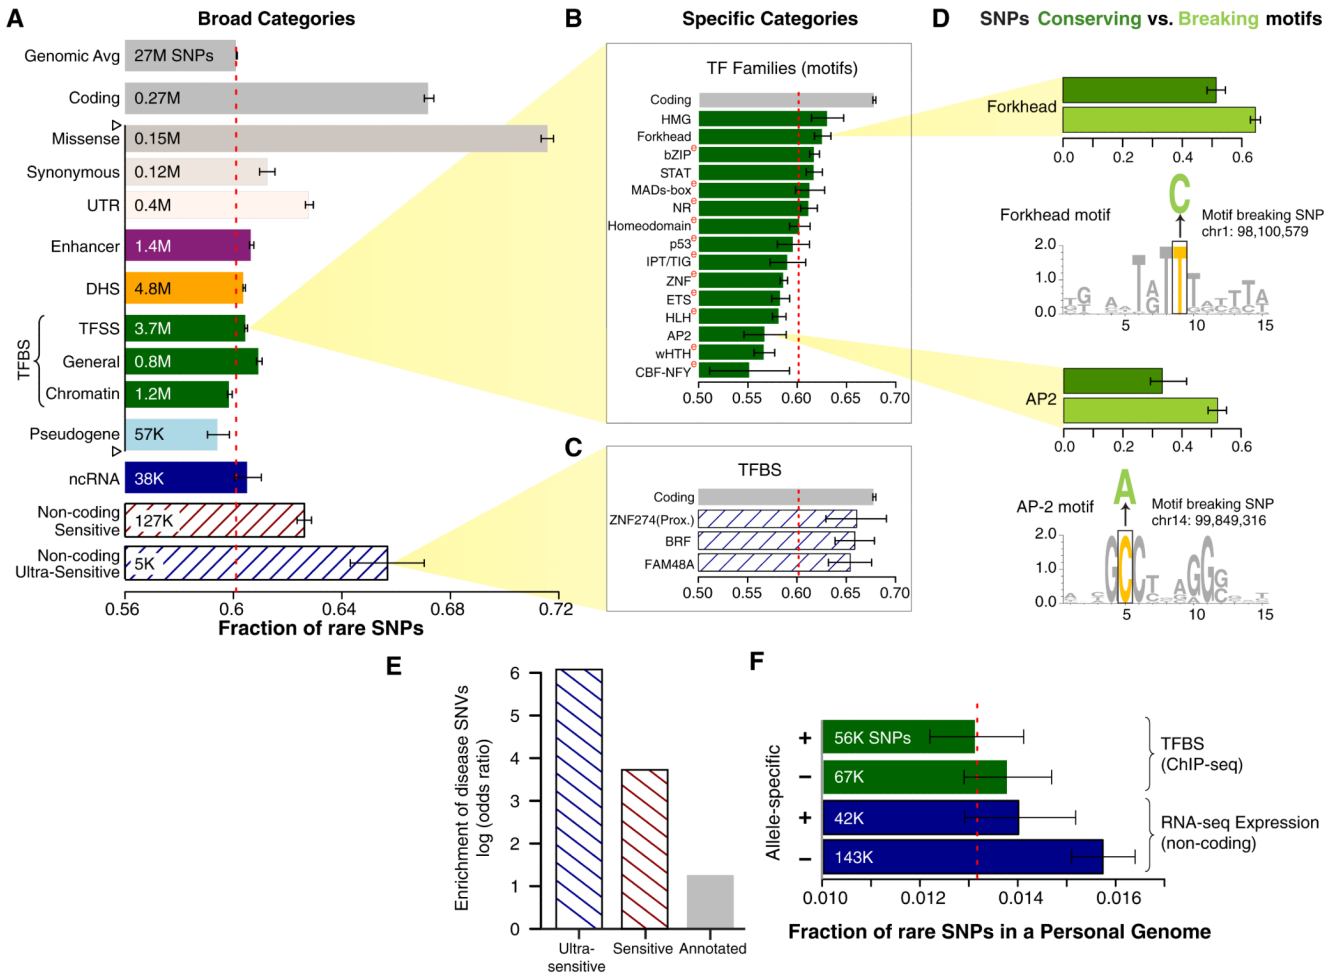 A
Broad Categories
Genomic Avg
27M SNPs
Coding
0.27M
Missense
0.15M
Synonymous
0.12M
UTR
0.4M
Enhancer
1.4M
DHS
4.8M
TFBS
TFSS
3.7M
General
0.8M
Chromatin
1.2M
Pseudogene
57K
ncRNA
38K
Non-coding
Sensitive
127K
Non-coding
Ultra-Sensitive
5K
0.56 0.6 0.64 0.68 0.72
Fraction of rare SNPs
B
Specific Categories
TF Families (motifs)
Coding
HMG
Forkhead
bZIP e
STAT
MADs-box e
NR e
Homeodomain e
p53 e
IPT/TIG e
ZNF e
ETS e
HLH e
AP2
wHTH e
CBF-NFY e
0.50 0.55 0.60 0.65 0.70
C
TFBS
Coding
ZNF274(Prox.)
BRF
FAM48A
0.50 0.55 0.60 0.65 0.70
D
SNPs Conserving vs. Breaking motifs
Forkhead
0.0 0.2 0.4 0.6
C
Forkhead motif
Motif breaking SNP
chr1: 98,100,579
2.0
1.0
0.0
5 10 15
AP2
0.0 0.2 0.4 0.6
A
AP-2 motif
Motif breaking SNP
chr14: 99,849,316
2.0
1.0
0.0
5 10 15
E
Enrichment of disease SNVs
log (odds ratio)
6
5
4
3
2
1
0
Ultra-
sensitive
Sensitive
Annotated
F
Allele-specific
+ 56K SNPs
− 67K
TFBS
(ChIP-seq)
+ 42K
− 143K
RNA-seq Expression
(non-coding)
0.010 0.012 0.014 0.016
Fraction of rare SNPs in a Personal Genome